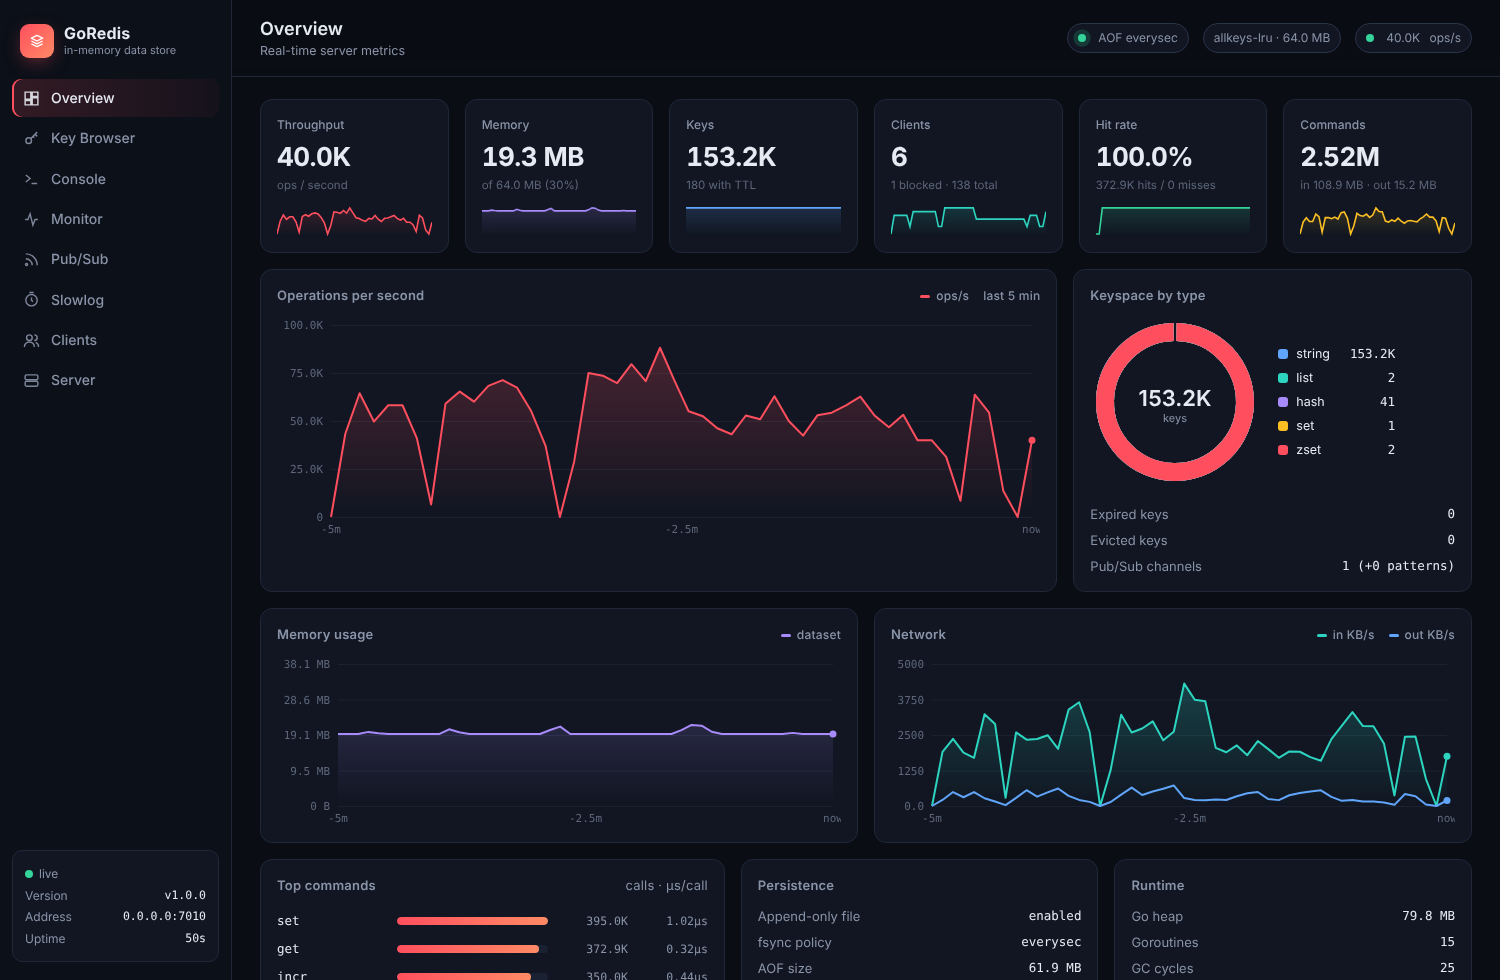 GoRedis
in-memory data store
Overview
Key Browser
Console
Monitor
Pub/Sub
Slowlog
Clients
Server
live
Version v1.0.0
Address 0.0.0.0:7010
Uptime 50s
Overview
Real-time server metrics
AOF everysec
allkeys-lru · 64.0 MB
40.0K ops/s
Throughput
40.0K
ops / second
Memory
19.3 MB
of 64.0 MB (30%)
Keys
153.2K
180 with TTL
Clients
6
1 blocked · 138 total
Hit rate
100.0%
372.9K hits / 0 misses
Commands
2.52M
in 108.9 MB · out 15.2 MB
Operations per second
ops/s last 5 min
100.0K
75.0K
50.0K
25.0K
0
-5m -2.5m now
Keyspace by type
153.2K
keys
string 153.2K
list 2
hash 41
set 1
zset 2
Expired keys 0
Evicted keys 0
Pub/Sub channels 1 (+0 patterns)
Memory usage
dataset
38.1 MB
28.6 MB
19.1 MB
9.5 MB
0 B
-5m -2.5m now
Network
in KB/s out KB/s
5000
3750
2500
1250
0.0
-5m -2.5m now
Top commands calls · µs/call
set 395.0K 1.02µs
get 372.9K 0.32µs
incr 350.0K 0.44µs
Persistence
Append-only file enabled
fsync policy everysec
AOF size 61.9 MB
Runtime
Go heap 79.8 MB
Goroutines 15
GC cycles 25